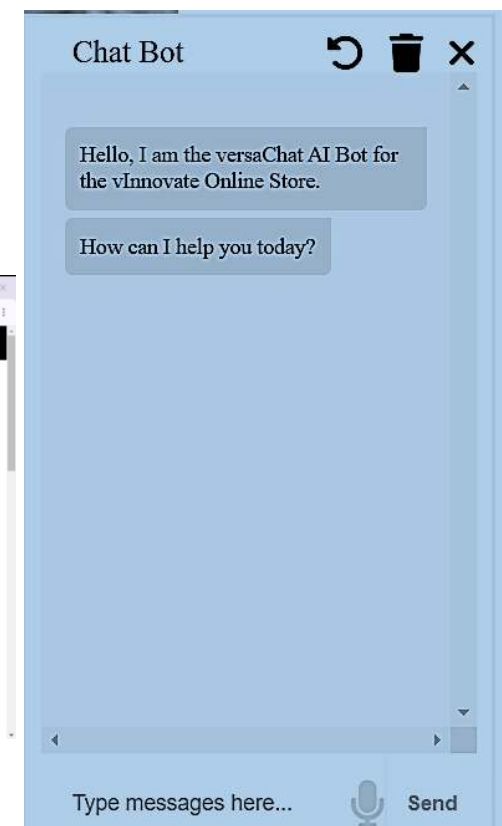 Chat Bot
Hello, I am the versaChat AI Bot for
the vInnovate Online Store.
How can I help you today?
Type messages here...
Send